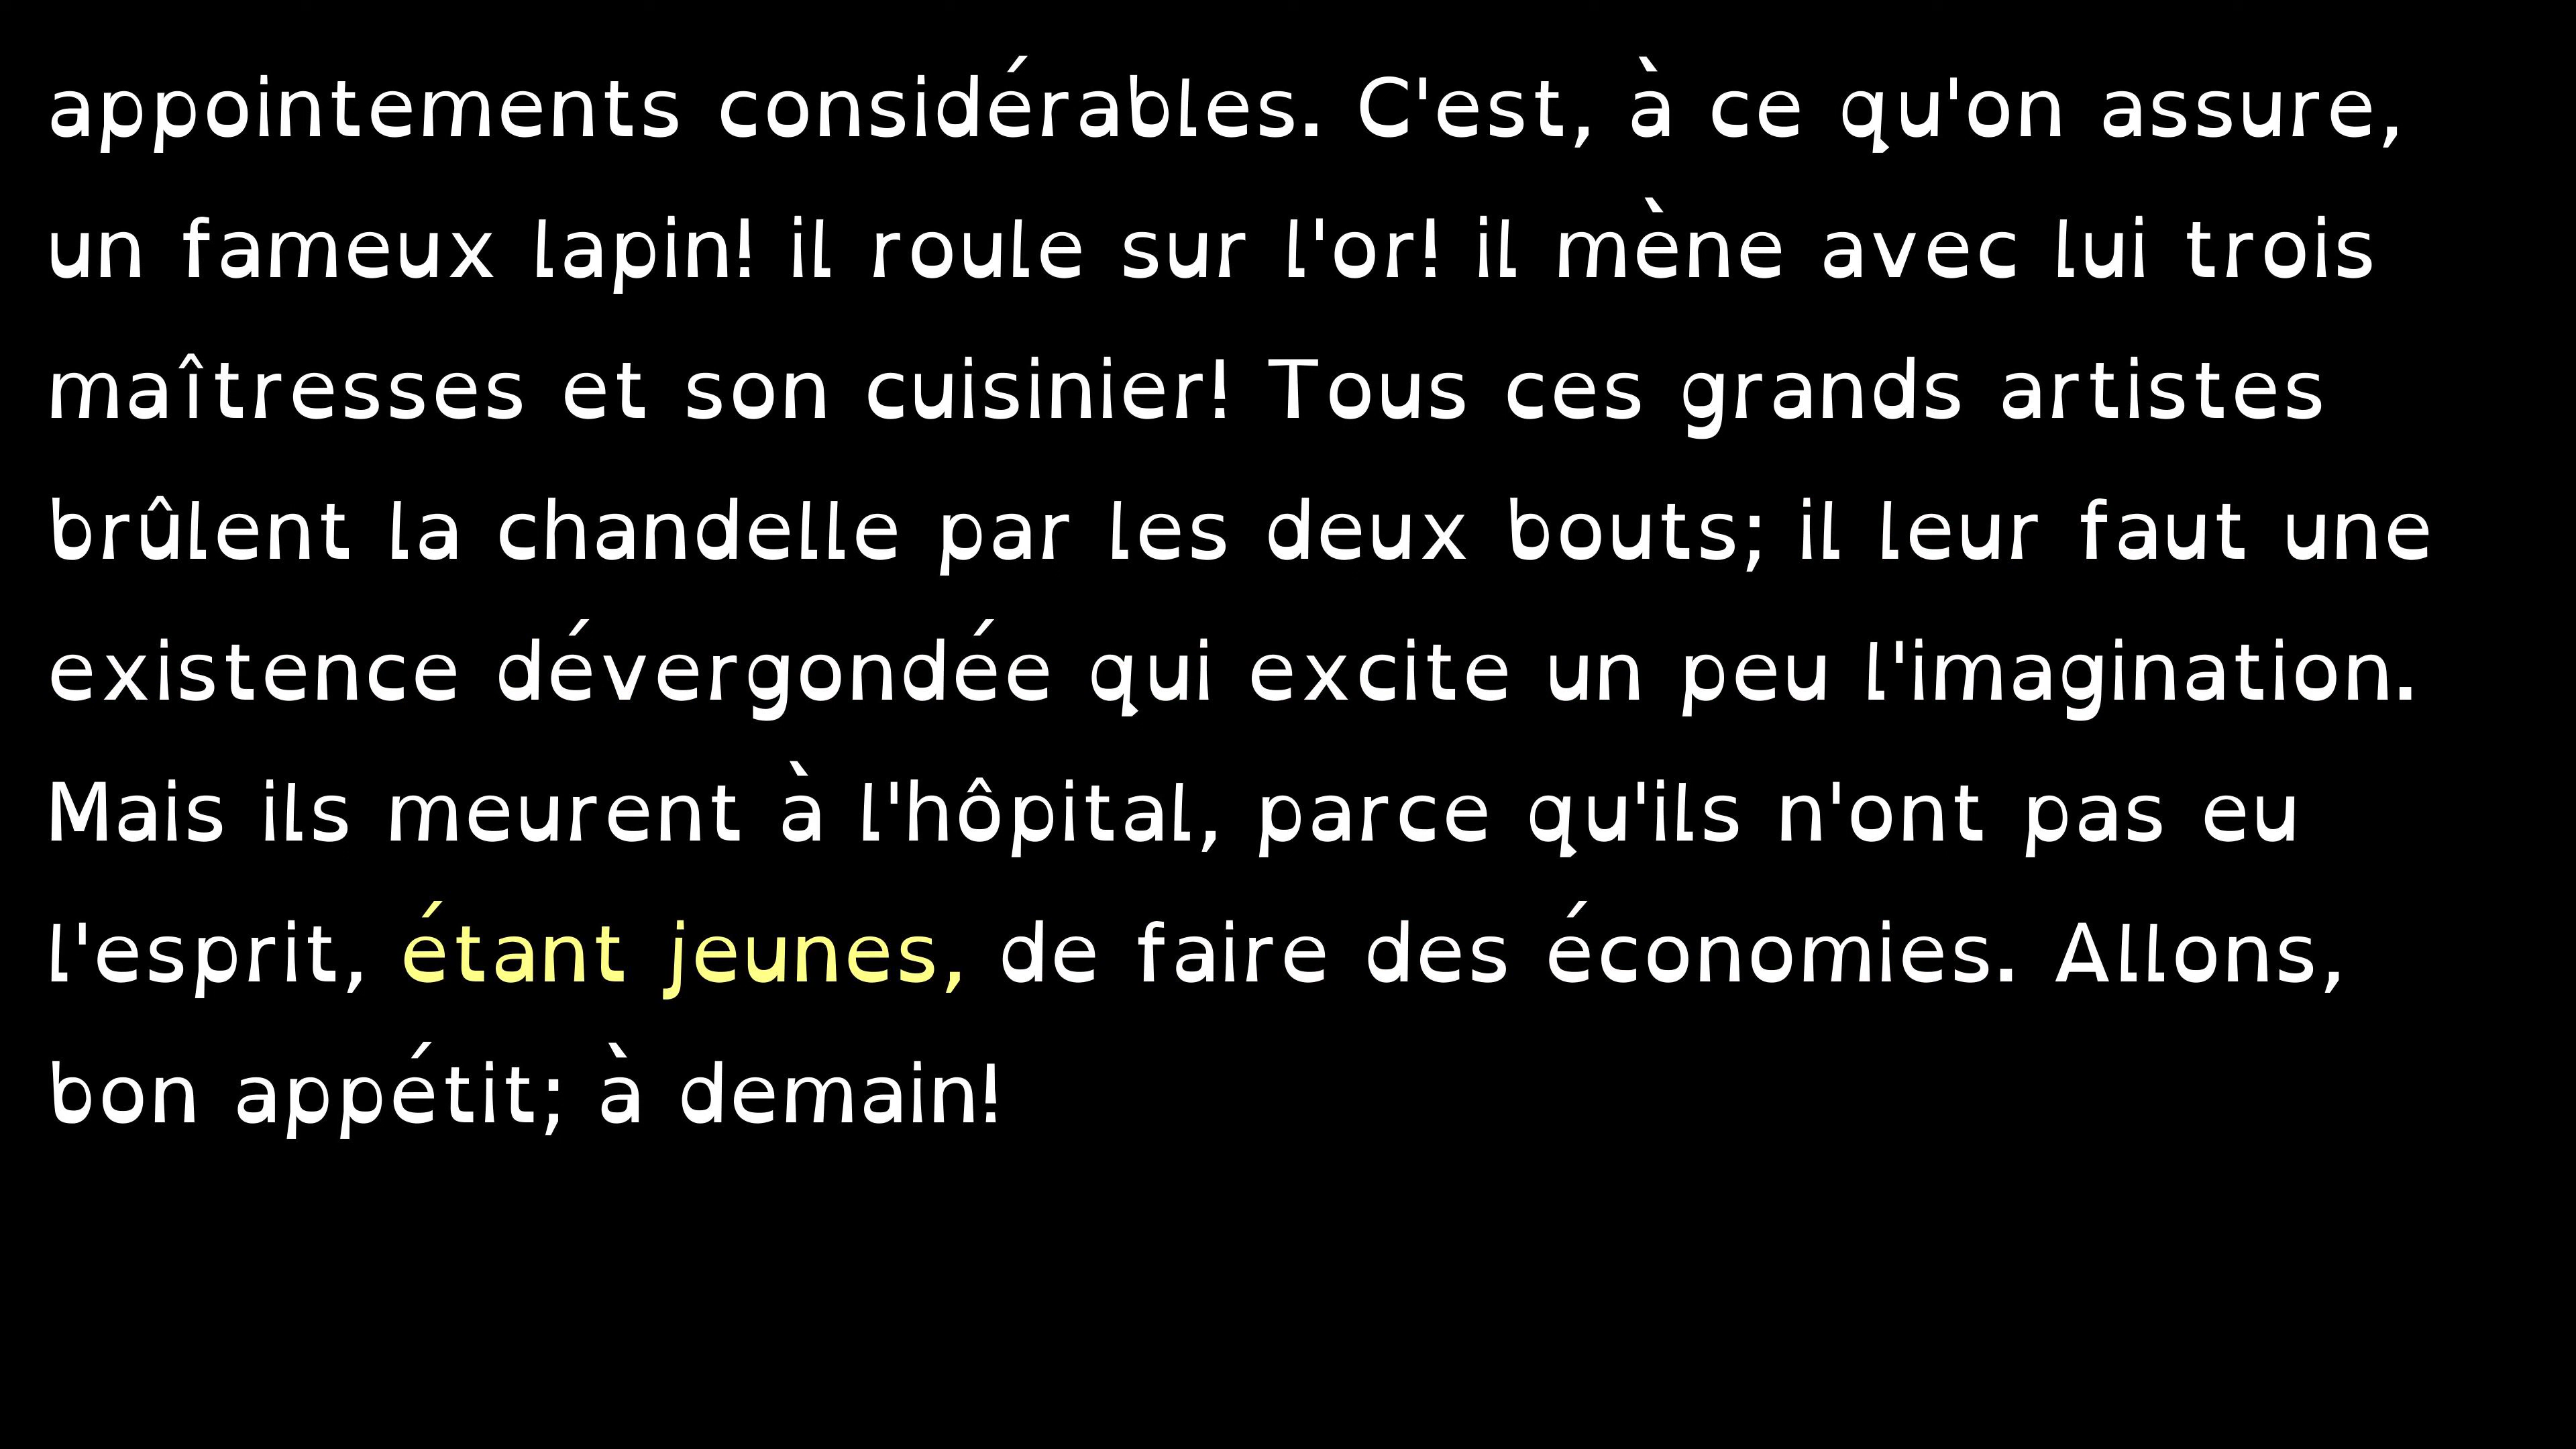 appointements considérables. C'est, à ce qu'on assure,
un fameux lapin! il roule sur l'or! il mène avec lui trois
maîtresses et son cuisinier! Tous ces grands artistes
brûlent la chandelle par les deux bouts; il leur faut une
existence dévergondée qui excite un peu l'imagination.
Mais ils meurent à l'hôpital, parce qu'ils n'ont pas eu
l'esprit, étant jeunes, de faire des économies. Allons,
bon appétit; à demain!